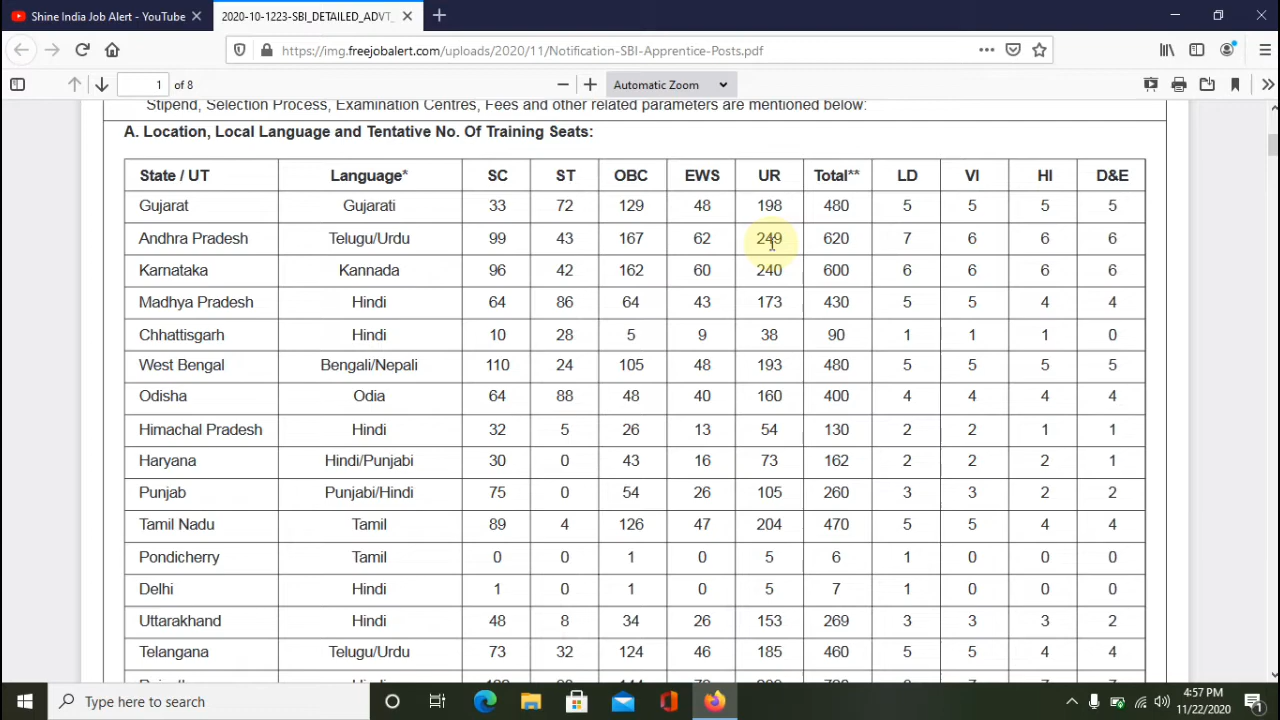 Shine India Job Alert - YouTube
2020-10-1223-SBI_DETAILED_ADVT_
https://img.freejobalert.com/uploads/2020/11/Notification-SBI-Apprentice-Posts.pdf
1 of 8
Automatic Zoom
Stipend, Selection Process, Examination Centres, Fees and other related parameters are mentioned below:
A. Location, Local Language and Tentative No. Of Training Seats:
State / UT Language* SC ST OBC EWS UR Total** LD VI HI D&E
Gujarat Gujarati 33 72 129 48 198 480 5 5 5 5
Andhra Pradesh Telugu/Urdu 99 43 167 62 249 620 7 6 6 6
Karnataka Kannada 96 42 162 60 240 600 6 6 6 6
Madhya Pradesh Hindi 64 86 64 43 173 430 5 5 4 4
Chhattisgarh Hindi 10 28 5 9 38 90 1 1 1 0
West Bengal Bengali/Nepali 110 24 105 48 193 480 5 5 5 5
Odisha Odia 64 88 48 40 160 400 4 4 4 4
Himachal Pradesh Hindi 32 5 26 13 54 130 2 2 1 1
Haryana Hindi/Punjabi 30 0 43 16 73 162 2 2 2 1
Punjab Punjabi/Hindi 75 0 54 26 105 260 3 3 2 2
Tamil Nadu Tamil 89 4 126 47 204 470 5 5 4 4
Pondicherry Tamil 0 0 1 0 5 6 1 0 0 0
Delhi Hindi 1 0 1 0 5 7 1 0 0 0
Uttarakhand Hindi 48 8 34 26 153 269 3 3 3 2
Telangana Telugu/Urdu 73 32 124 46 185 460 5 5 4 4
Type here to search
4:57 PM
11/22/2020
1